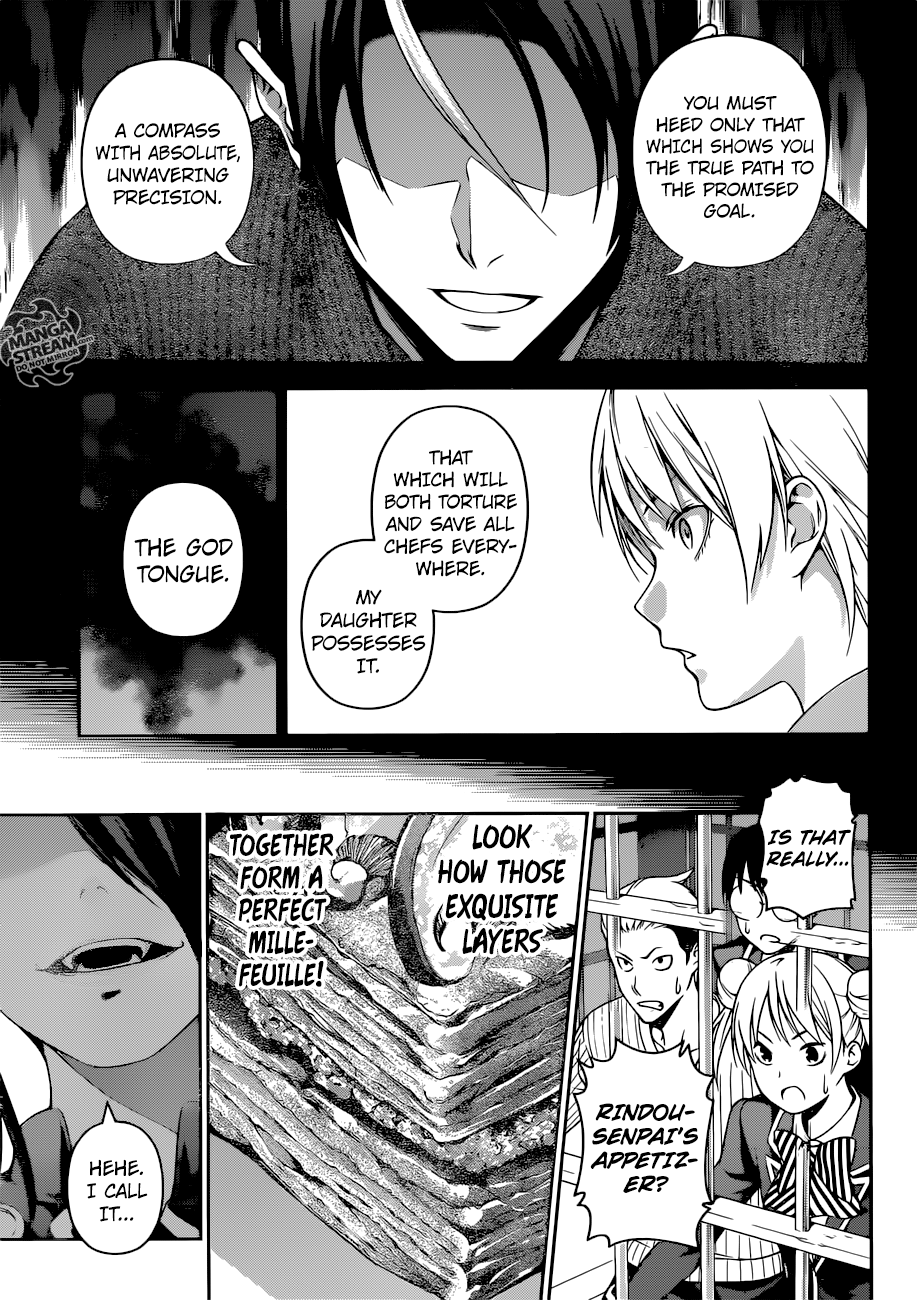 YOU MUST
HEED ONLY THAT
WHICH SHOWS YOU
THE TRUE PATH TO
THE PROMISED
GOAL.
A COMPASS
WITH ABSOLUTE,
UNWAVERING
PRECISION.
MANGA
STREAM.com
DO NOT MIRROR
THAT
WHICH WILL
BOTH TORTURE
AND SAVE ALL
CHEFS EVERY-
WHERE.
MY
DAUGHTER
POSSESSES
IT.
THE GOD
TONGUE.
IS THAT
REALLY...
RINDOU-
SENPAI'S
APPETIZ-
ER?
LOOK
HOW THOSE
EXQUISITE
LAYERS
TOGETHER
FORM A
PERFECT
MILLE-
FEUILLE!
HEHE.
I CALL
IT...